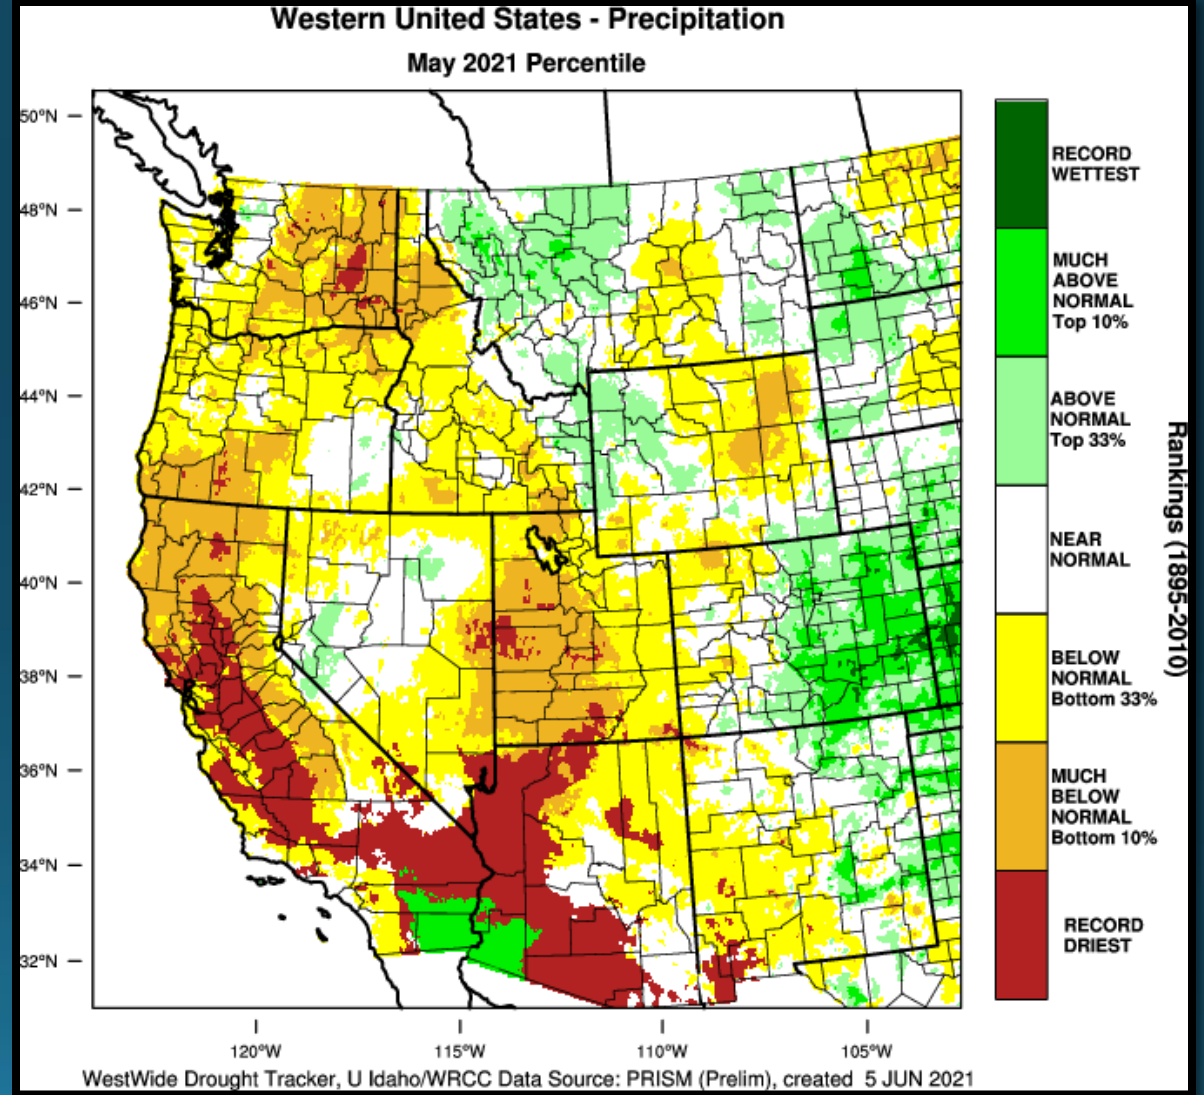 Western United States - Precipitation
May 2021 Percentile
50°N
48°N
46°N
44°N
42°N
40°N
38°N
36°N
34°N
32°N
120°W
115°W
110°W
105°W
RECORD
WETTEST
MUCH
ABOVE
NORMAL
Top 10%
ABOVE
NORMAL
Top 33%
NEAR
NORMAL
BELOW
NORMAL
Bottom 33%
MUCH
BELOW
NORMAL
Bottom 10%
RECORD
DRIEST
Rankings (1895-2010)
WestWide Drought Tracker, U Idaho/WRCC Data Source: PRISM (Prelim), created 5 JUN 2021